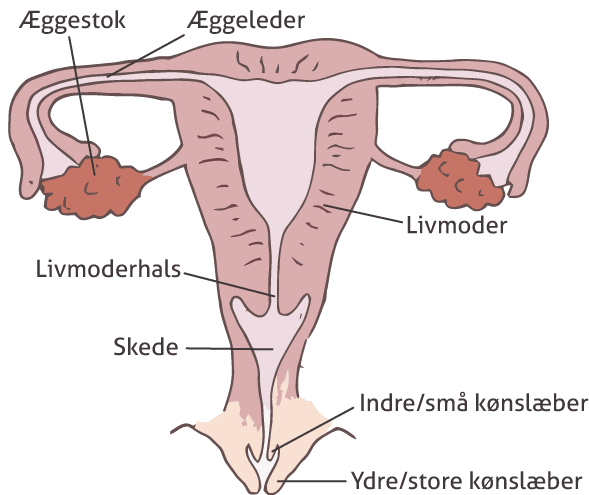 Æggestok
Æggeleder
Livmoder
Livmoderhals
Skede
Indre/små kønslæber
Ydre/store kønslæber